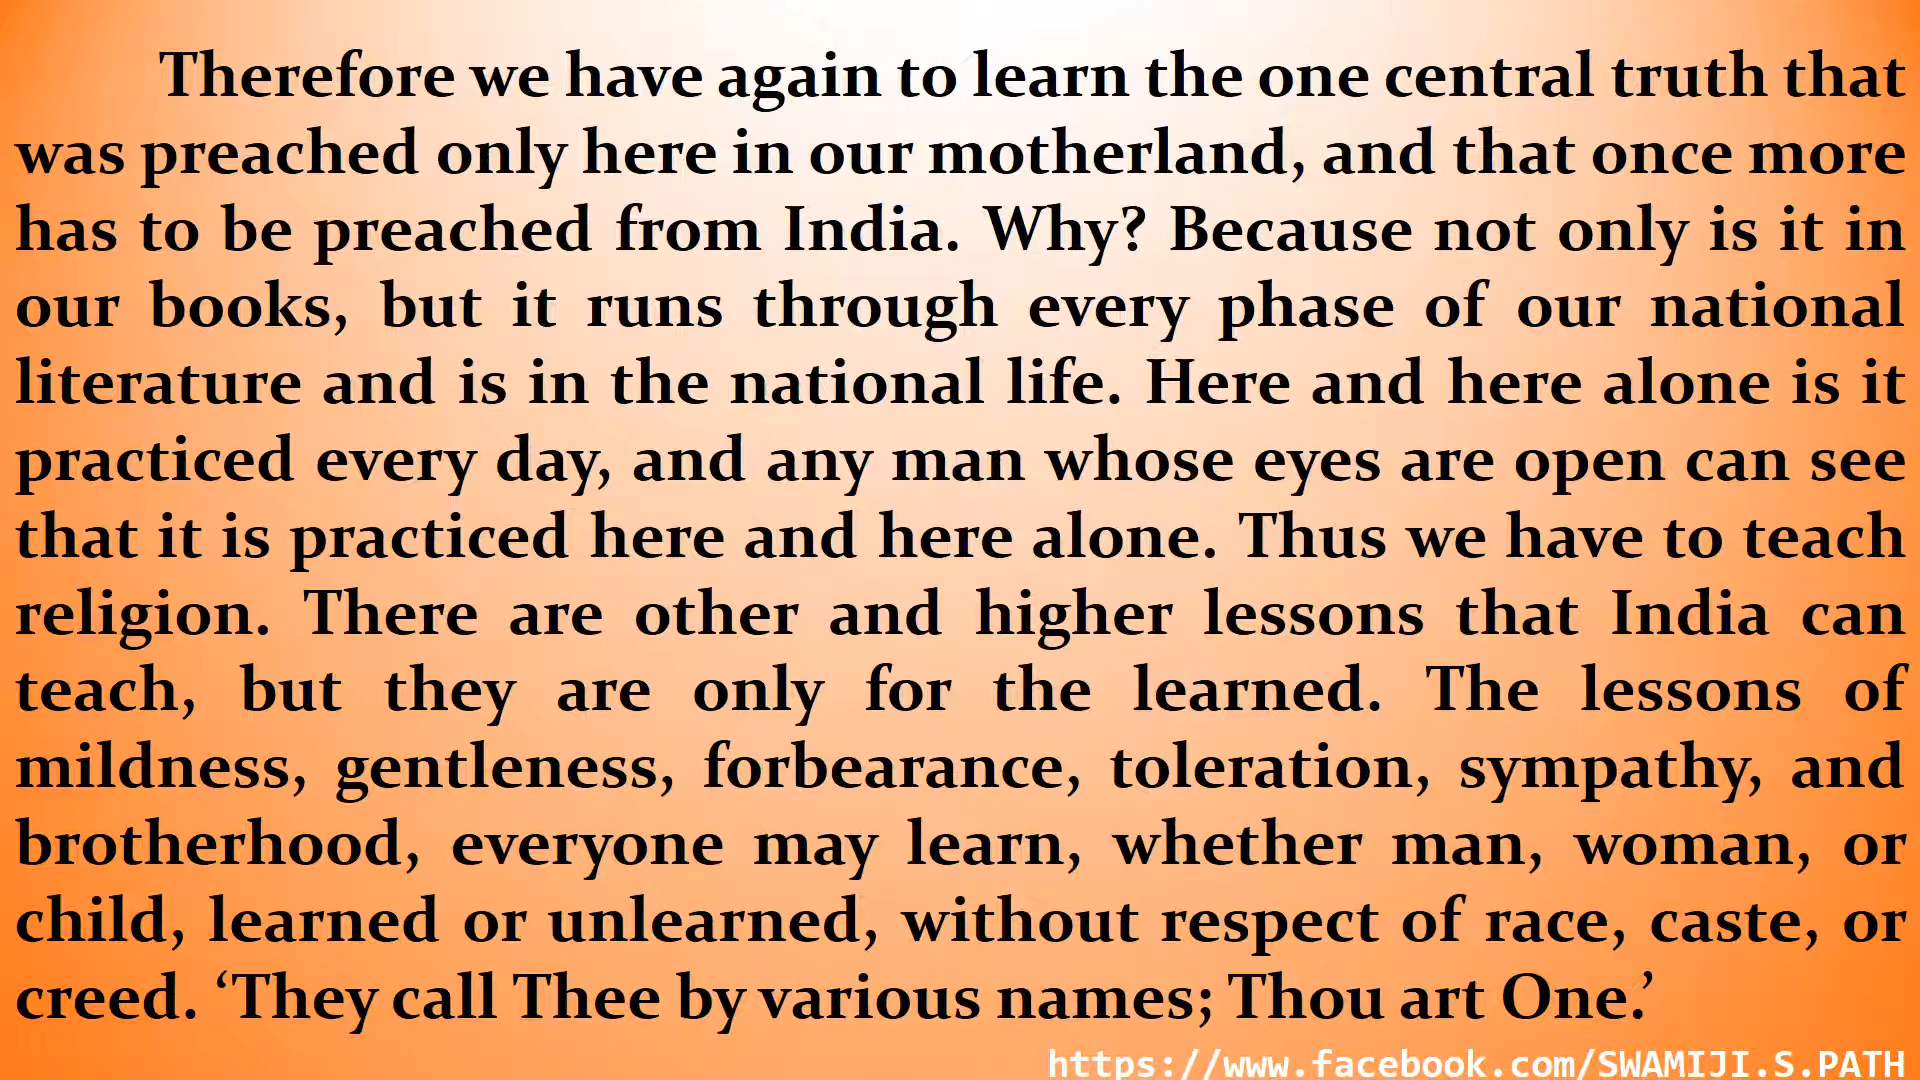 Therefore we have again to learn the one central truth that
was preached only here in our motherland, and that once more
has to be preached from India. Why? Because not only is it in
our books, but it runs through every phase of our national
literature and is in the national life. Here and here alone is it
practiced every day, and any man whose eyes are open can see
that it is practiced here and here alone. Thus we have to teach
religion. There are other and higher lessons that India can
teach, but they are only for the learned. The lessons of
mildness, gentleness, forbearance, toleration, sympathy, and
brotherhood, everyone may learn, whether man, woman, or
child, learned or unlearned, without respect of race, caste, or
creed. ‘They call Thee by various names; Thou art One.’
https://www.facebook.com/SWAMIJI.S.PATH